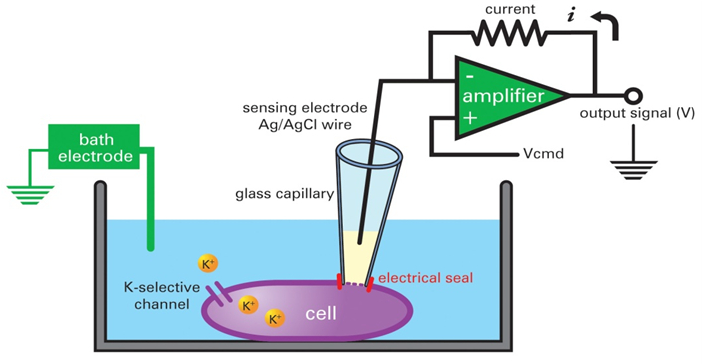 current
i
-
amplifier
+
output signal (V)
Vcmd
sensing electrode
Ag/AgCl wire
bath
electrode
glass capillary
electrical seal
K+
K-selective
channel
K+
K+
cell